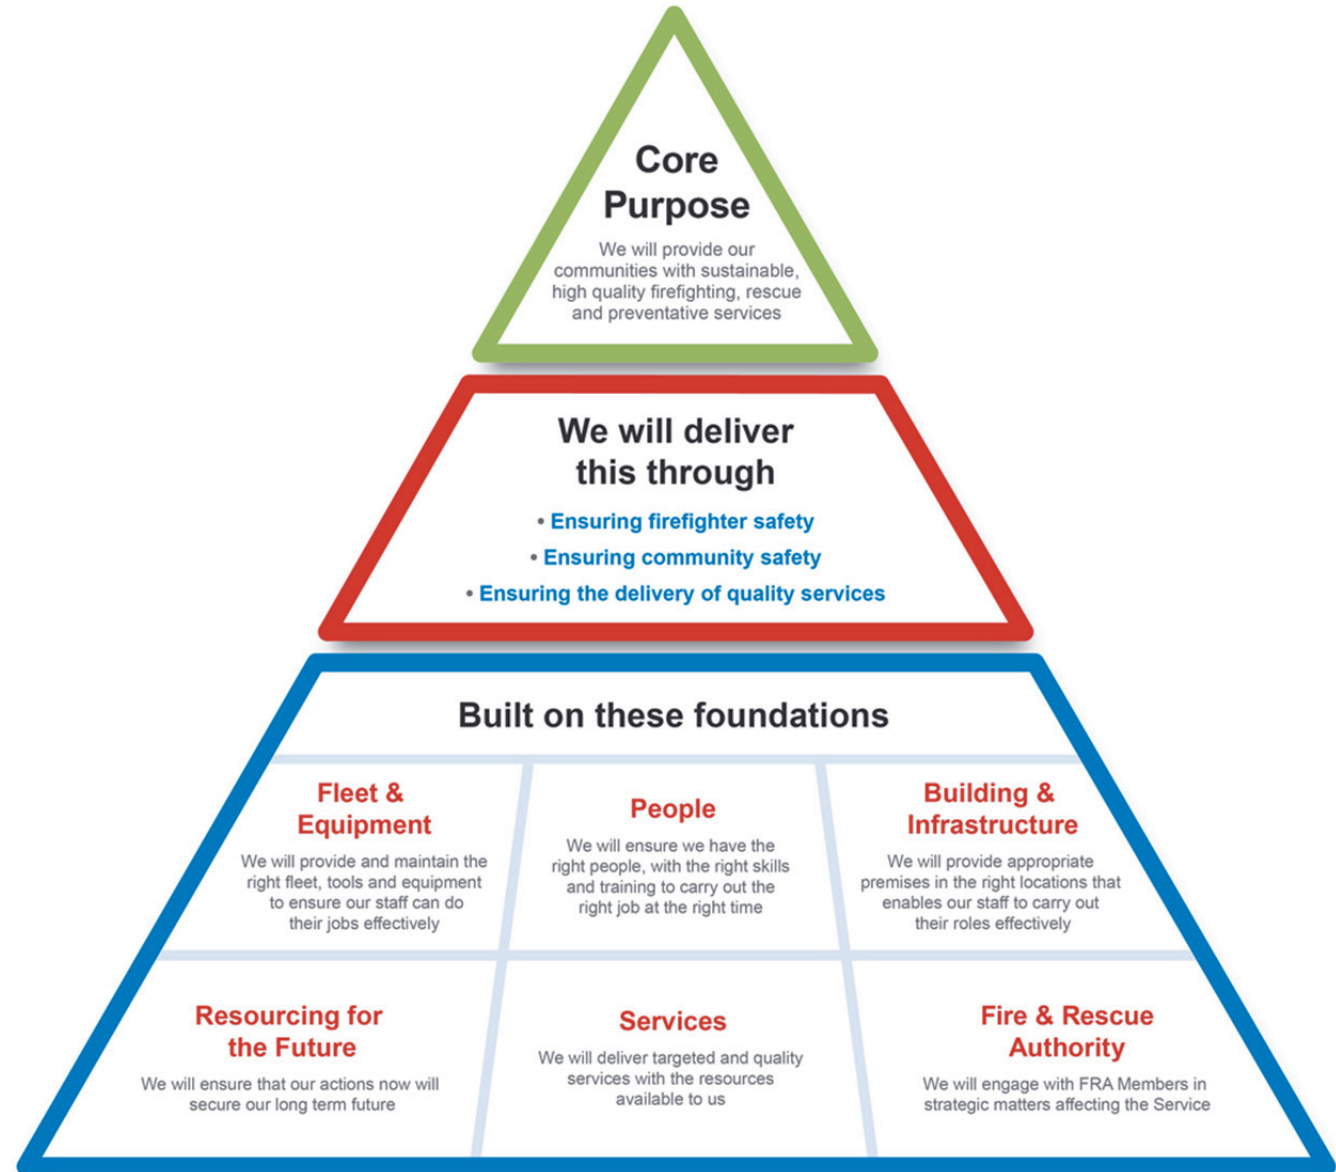 Core
Purpose
We will provide our
communities with sustainable,
high quality firefighting, rescue
and preventative services
We will deliver
this through
• Ensuring firefighter safety
• Ensuring community safety
• Ensuring the delivery of quality services
Built on these foundations
Fleet &
Equipment
We will provide and maintain the
right fleet, tools and equipment
to ensure our staff can do
their jobs effectively
People
We will ensure we have the
right people, with the right skills
and training to carry out the
right job at the right time
Building &
Infrastructure
We will provide appropriate
premises in the right locations that
enables our staff to carry out
their roles effectively
Resourcing for
the Future
We will ensure that our actions now will
secure our long term future
Services
We will deliver targeted and quality
services with the resources
available to us
Fire & Rescue
Authority
We will engage with FRA Members in
strategic matters affecting the Service